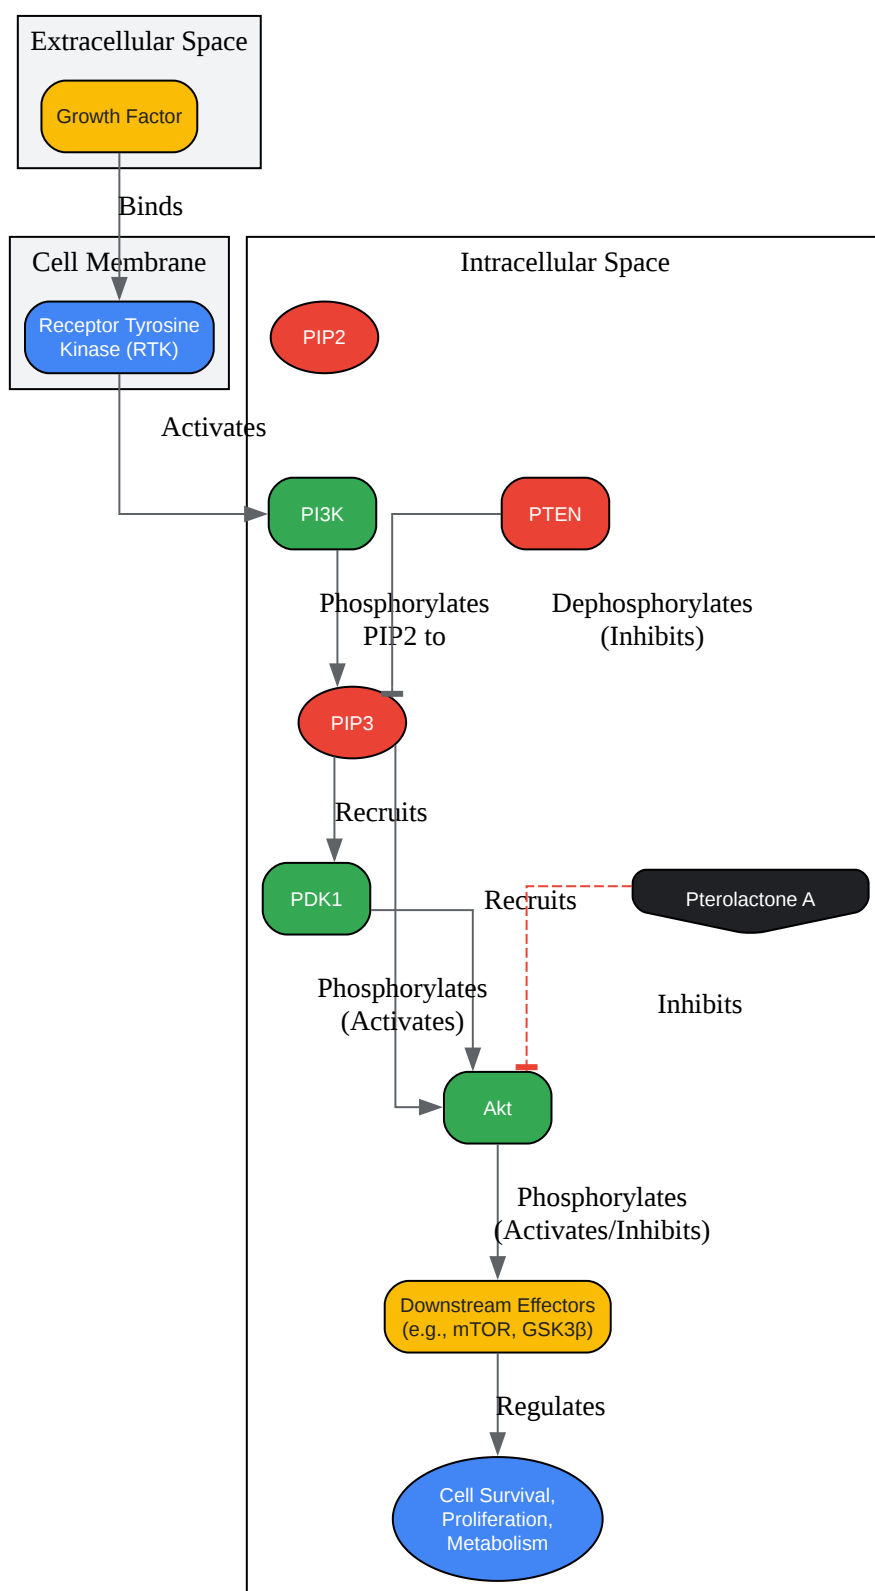 Extracellular Space
Growth Factor
Binds
Cell Membrane
Intracellular Space
Receptor Tyrosine
Kinase (RTK)
PIP2
Activates
PI3K
PTEN
Phosphorylates
PIP2 to
Dephosphorylates
(Inhibits)
PIP3
Recruits
PDK1
Recruits
Pterolactone A
Phosphorylates
(Activates)
Inhibits
Akt
Phosphorylates
(Activates/Inhibits)
Downstream Effectors
(e.g., mTOR, GSK3β)
Regulates
Cell Survival,
Proliferation,
Metabolism